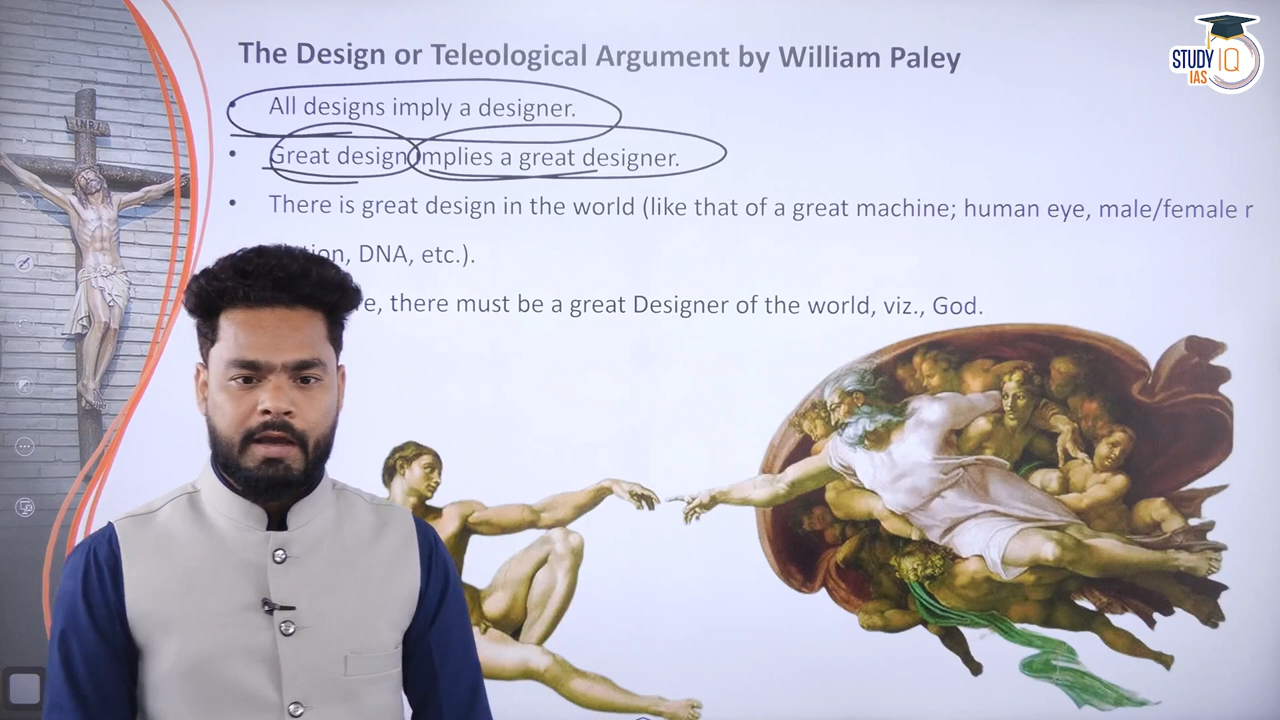 The Design or Teleological Argument by William Paley
STUDY IQ
IAS
• All designs imply a designer.
INRI
• Great design implies a great designer.
• There is great design in the world (like that of a great machine; human eye, male/female r
DNA, etc.).
there must be a great Designer of the world, viz., God.